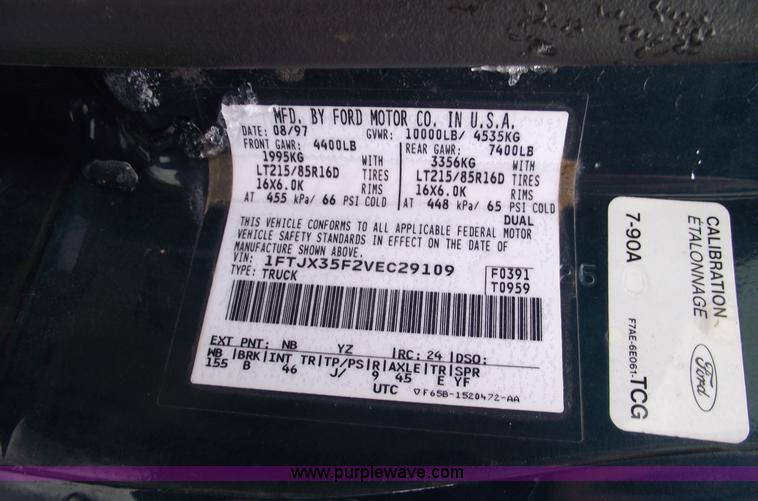 MFD. BY FORD MOTOR CO. IN U.S.A.
DATE: 08/97 GVWR: 10000LB/ 4535KG
FRONT GAWR: 4400LB REAR GAWR: 7400LB
1995KG WITH 3356KG WITH
LT215/85R16D TIRES LT215/85R16D TIRES
16X6.0K RIMS 16X6.0K RIMS
AT 455 kPa/ 66 PSI COLD AT 448 kPa/ 65 PSI COLD
DUAL
THIS VEHICLE CONFORMS TO ALL APPLICABLE FEDERAL MOTOR
VEHICLE SAFETY STANDARDS IN EFFECT ON THE DATE OF
MANUFACTURE SHOWN ABOVE.
VIN: 1FTJX35F2VEC29109 F0391
TYPE: TRUCK T0959
EXT PNT: NB YZ RC: 24 DSO:
WB BRK INT TR TP/PS R AXLE TR SPR
155 B 46 J/ 9 45 E YF
UTC F65B-1520472-AA
CALIBRATION
ÉTALONNAGE
7-90A
F7AE-6E061-TCG
Ford
www.purplewave.com